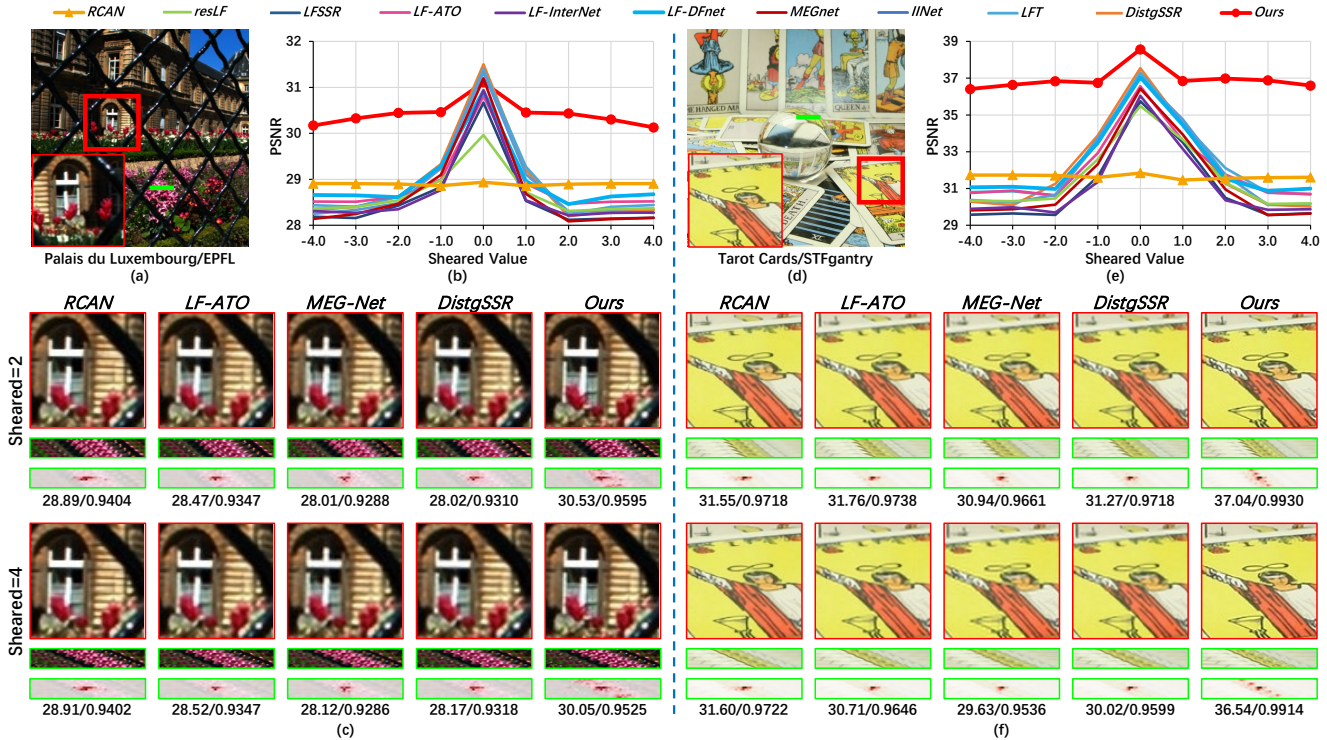 RCAN resLF LFSSR LF-ATO LF-InterNet LF-DFnet MEGnet IINet LFT DistgSSR Ours
32
31
30
29
28
PSNR
-4.0 -3.0 -2.0 -1.0 0.0 1.0 2.0 3.0 4.0
Sheared Value
Palais du Luxembourg/EPFL
(a)
(b)
THE HANGED MAN
QUEEN
DEATH
39
37
35
33
31
29
PSNR
-4.0 -3.0 -2.0 -1.0 0.0 1.0 2.0 3.0 4.0
Sheared Value
Tarot Cards/STFgantry
(d)
(e)
RCAN LF-ATO MEG-Net DistgSSR Ours
Sheared=2
28.89/0.9404 28.47/0.9347 28.01/0.9288 28.02/0.9310 30.53/0.9595
Sheared=4
28.91/0.9402 28.52/0.9347 28.12/0.9286 28.17/0.9318 30.05/0.9525
(c)
RCAN LF-ATO MEG-Net DistgSSR Ours
31.55/0.9718 31.76/0.9738 30.94/0.9661 31.27/0.9718 37.04/0.9930
31.60/0.9722 30.71/0.9646 29.63/0.9536 30.02/0.9599 36.54/0.9914
(f)